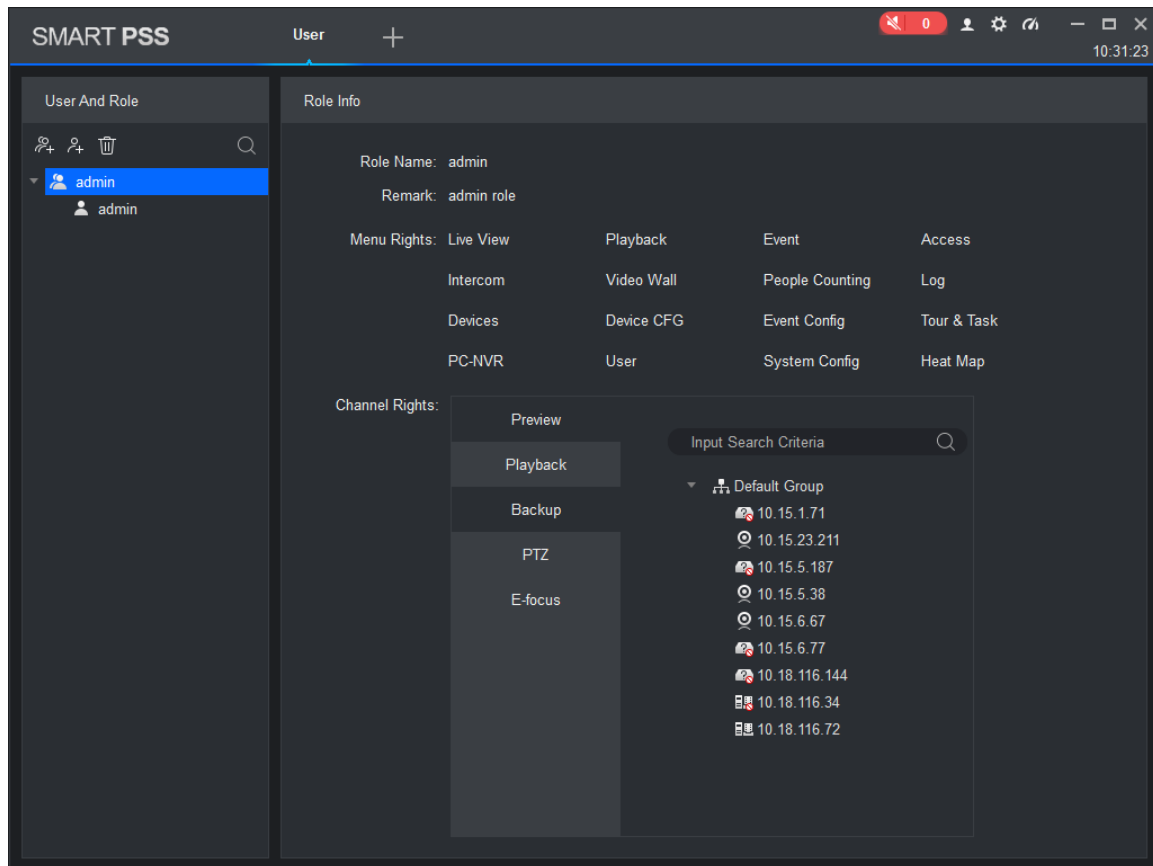 SMART PSS
User
0
10:31:23
User And Role
Role Info
admin
admin
Role Name: admin
Remark: admin role
Menu Rights: Live View Playback Event Access
Intercom Video Wall People Counting Log
Devices Device CFG Event Config Tour & Task
PC-NVR User System Config Heat Map
Channel Rights:
Preview
Playback
Backup
PTZ
E-focus
Input Search Criteria
Default Group
10.15.1.71
10.15.23.211
10.15.5.187
10.15.5.38
10.15.6.67
10.15.6.77
10.18.116.144
10.18.116.34
10.18.116.72